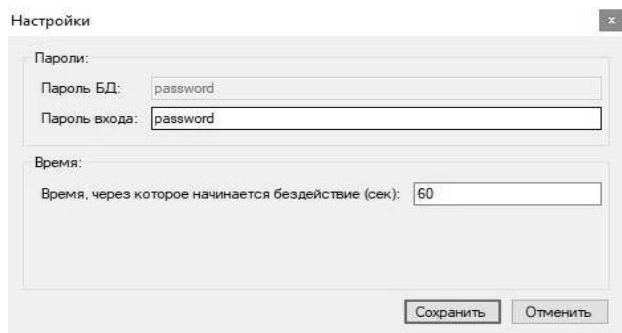 Настройки
x
Пароли:
Пароль БД: password
Пароль входа: password
Время:
Время, через которое начинается бездействие (сек): 60
Сохранить Отменить